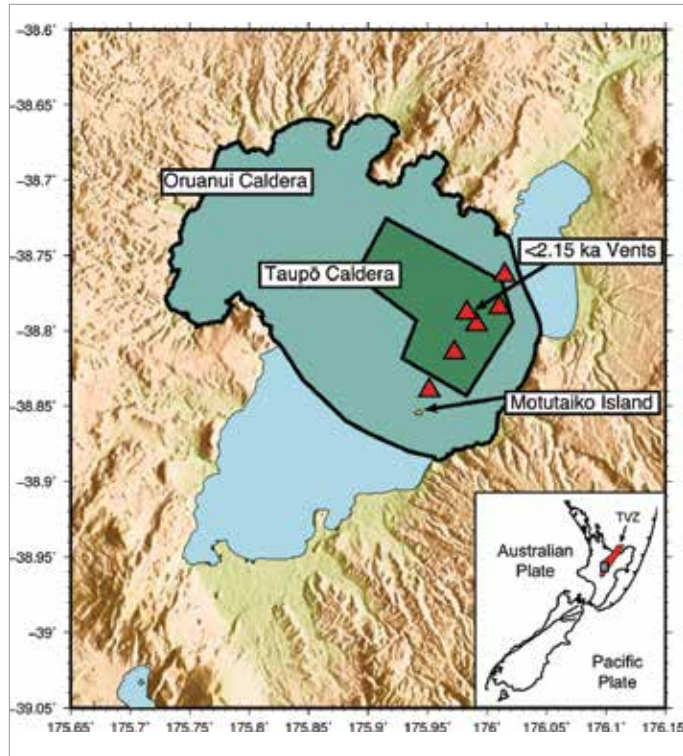 −38.6˚
−38.65˚
−38.7˚
−38.75˚
−38.8˚
−38.85˚
−38.9˚
−38.95˚
−39˚
−39.05˚
Oruanui Caldera
<2.15 ka Vents
Taupō Caldera
Motutaiko Island
TVZ
Australian
Plate
Pacific
Plate
175.65˚ 175.7˚ 175.75˚ 175.8˚ 175.85˚ 175.9˚ 175.95˚ 176˚ 176.05˚ 176.1˚ 176.15˚